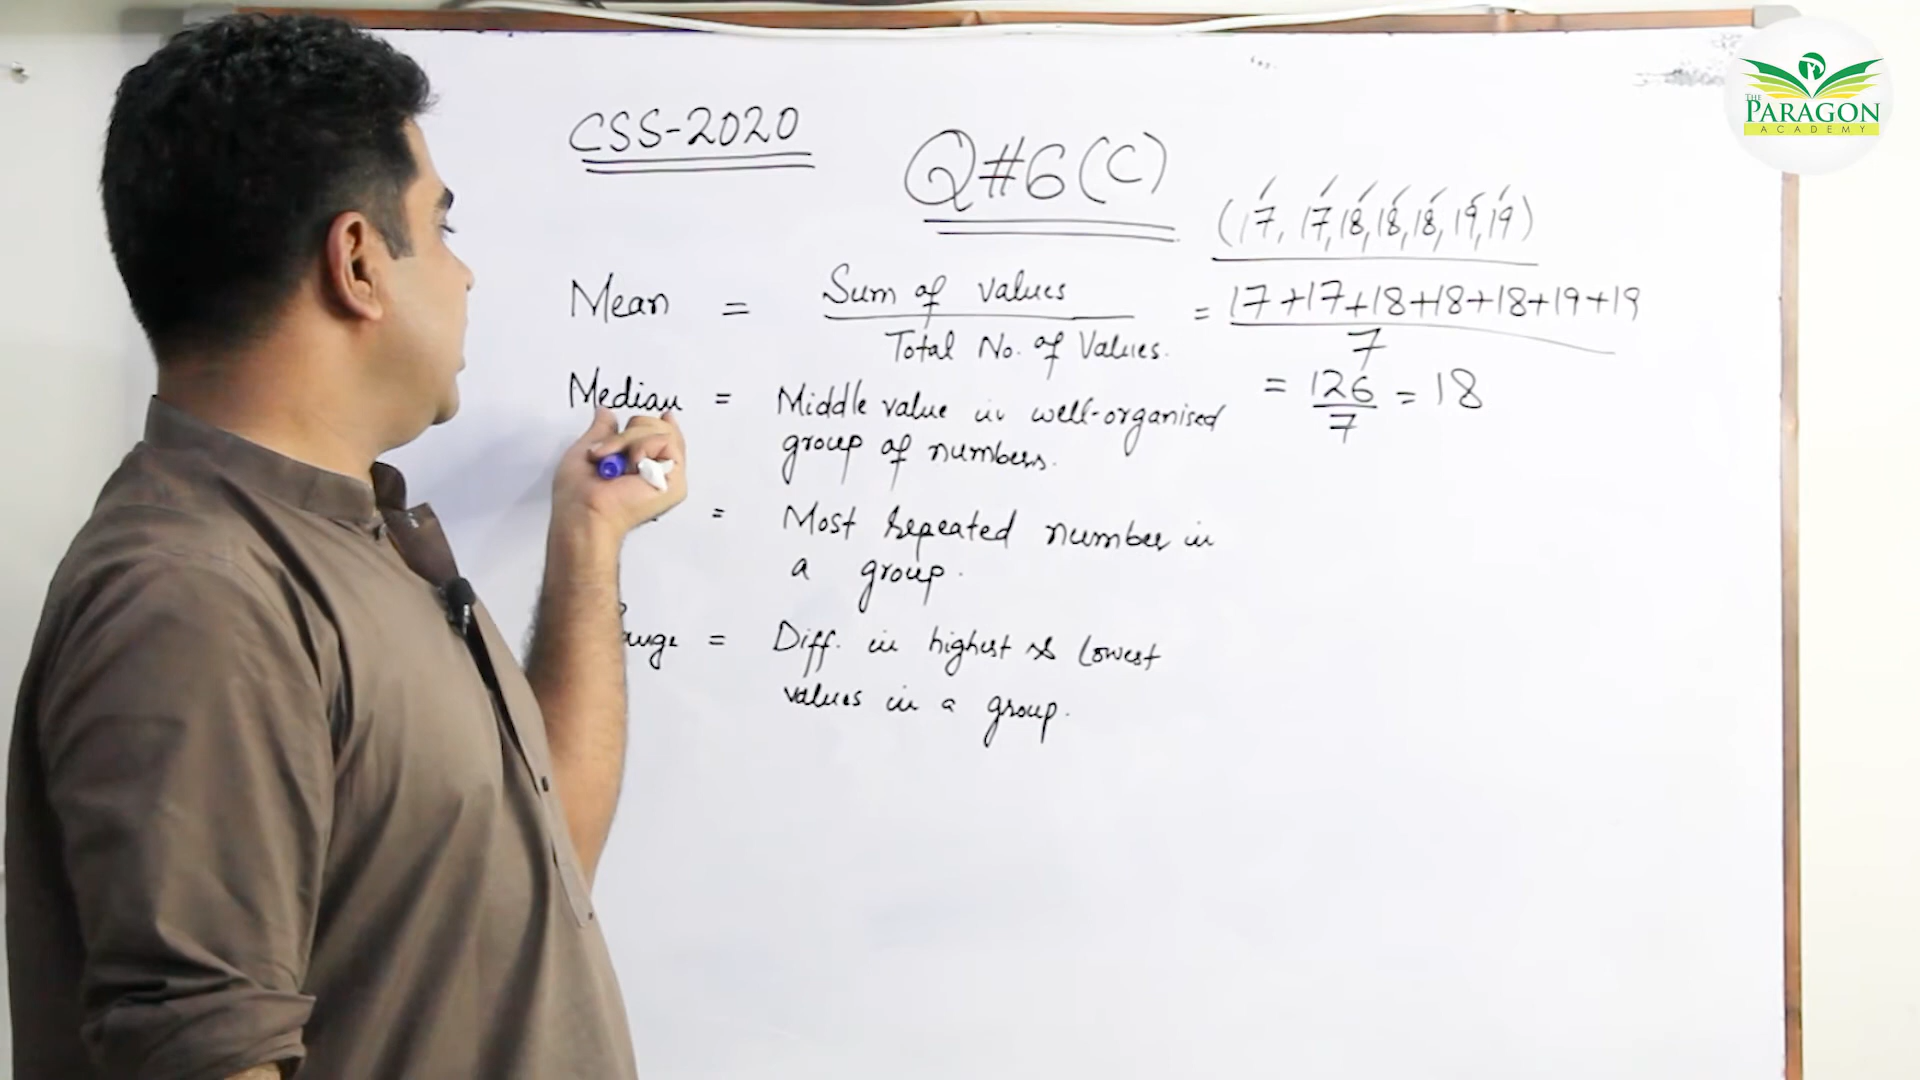 THE
PARAGON
ACADEMY
CSS-2020
Q#6(C)
(17, 17, 18, 18, 18, 19, 19)
Mean = Sum of values = 17+17+18+18+18+19+19
Total No. of Values. 7
= 126 = 18
7
Median = Middle value in well-organised
group of numbers.
= Most repeated number in
a group.
= Diff. in highest & lowest
values in a group.